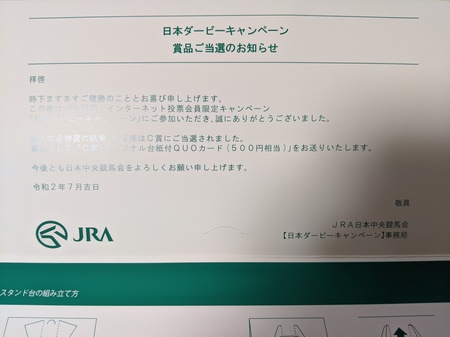 日本ダービーキャンペーン
賞品ご当選のお知らせ
拝啓
時下ますますご健勝のこととお喜び申し上げます。
インターネット投票会員限定キャンペーン
にご参加いただき、誠にありがとうございました。
C賞にご当選されました。
台紙付QUOカード(500円相当)」をお送りいたします。
今後とも日本中央競馬会をよろしくお願い申し上げます。
令和2年7月吉日
敬具
JRA日本中央競馬会
【日本ダービーキャンペーン】事務局
JRA
スタンド台の組み立て方